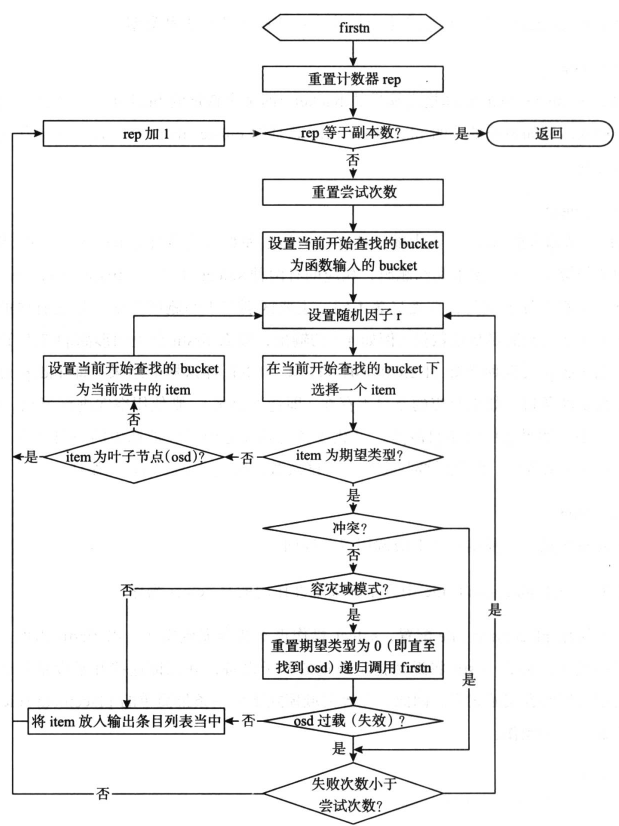 firstn
重置计数器 rep
rep 加 1
rep 等于副本数?
是
返回
否
重置尝试次数
设置当前开始查找的 bucket
为函数输入的 bucket
设置随机因子 r
设置当前开始查找的 bucket
为当前选中的 item
在当前开始查找的 bucket 下
选择一个 item
否
是
item为叶子节点(osd)?
否
item 为期望类型?
是
冲突?
否
否
容灾域模式?
是
是
重置期望类型为 0（即直至
找到 osd）递归调用 firstn
是
将 item 放入输出条目列表当中
否
osd 过载（失效）?
是
否
失败次数小于
尝试次数?